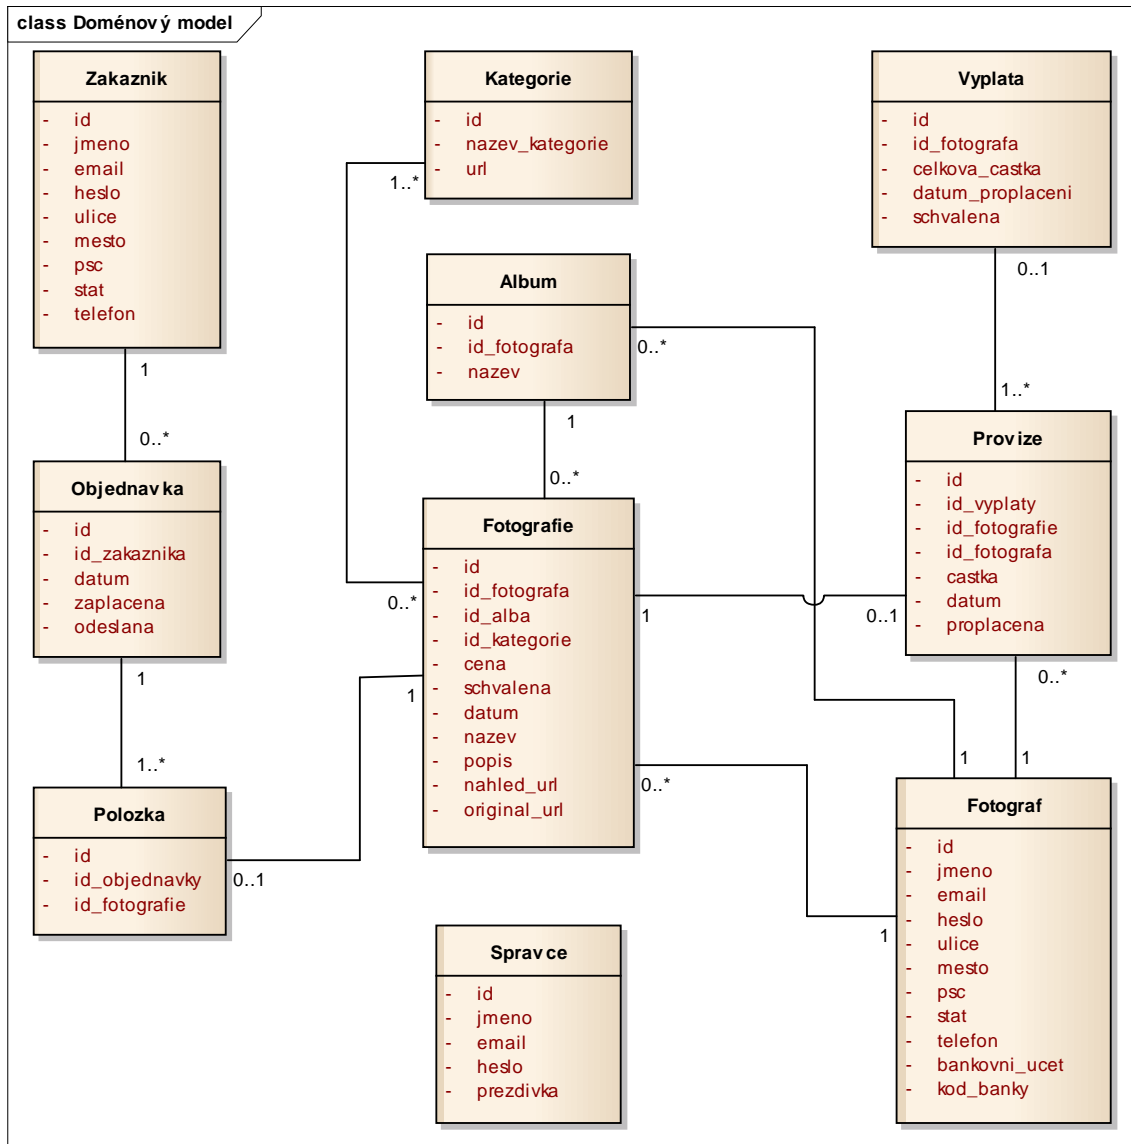 class Doménový model
Zakaznik
- id
- jmeno
- email
- heslo
- ulice
- mesto
- psc
- stat
- telefon
Kategorie
- id
- nazev_kategorie
- url
1..*
Vyplata
- id
- id_fotografa
- celkova_castka
- datum_proplaceni
- schvalena
0..1
Album
- id
- id_fotografa
- nazev
0..*
1
1
0..*
0..*
1..*
Objednavka
- id
- id_zakaznika
- datum
- zaplacena
- odeslana
1
Fotografie
- id
- id_fotografa
- id_alba
- id_kategorie
- cena
- schvalena
- datum
- nazev
- popis
- nahled_url
- original_url
0..*
1
1
0..*
Provize
- id
- id_vyplaty
- id_fotografie
- id_fotografa
- castka
- datum
- proplacena
0..1
0..*
1..*
Polozka
- id
- id_objednavky
- id_fotografie
0..1
1
1
1
Fotograf
- id
- jmeno
- email
- heslo
- ulice
- mesto
- psc
- stat
- telefon
- bankovni_ucet
- kod_banky
Spravce
- id
- jmeno
- email
- heslo
- prezdivka